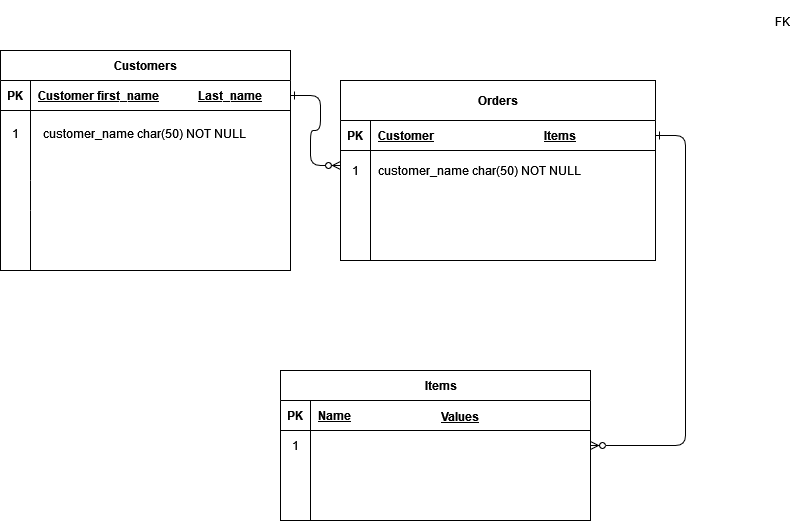 FK
Customers
PK Customer first_name Last_name
1 customer_name char(50) NOT NULL
Orders
PK Customer Items
1 customer_name char(50) NOT NULL
Items
PK Name Values
1